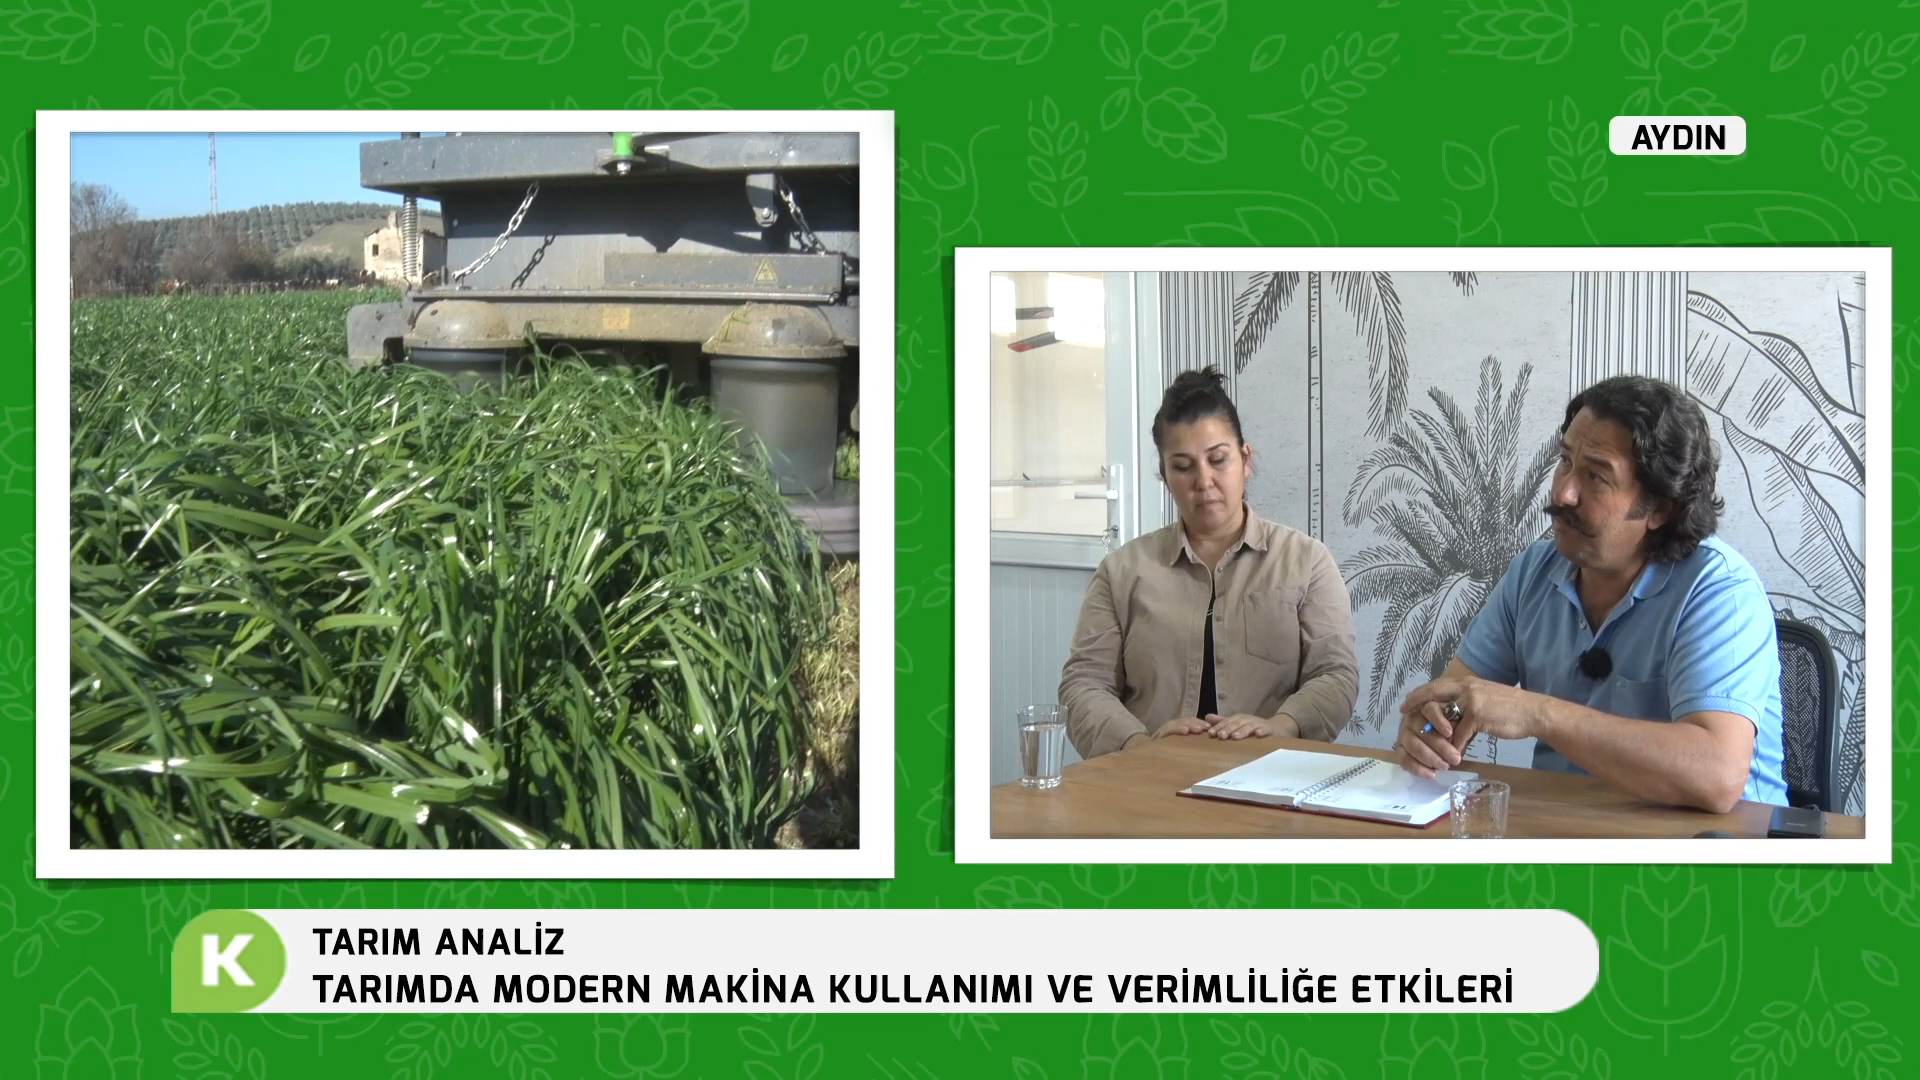 AYDIN
K
TARIM ANALİZ
TARIMDA MODERN MAKİNA KULLANIMI VE VERİMLİLİĞE ETKİLERİ